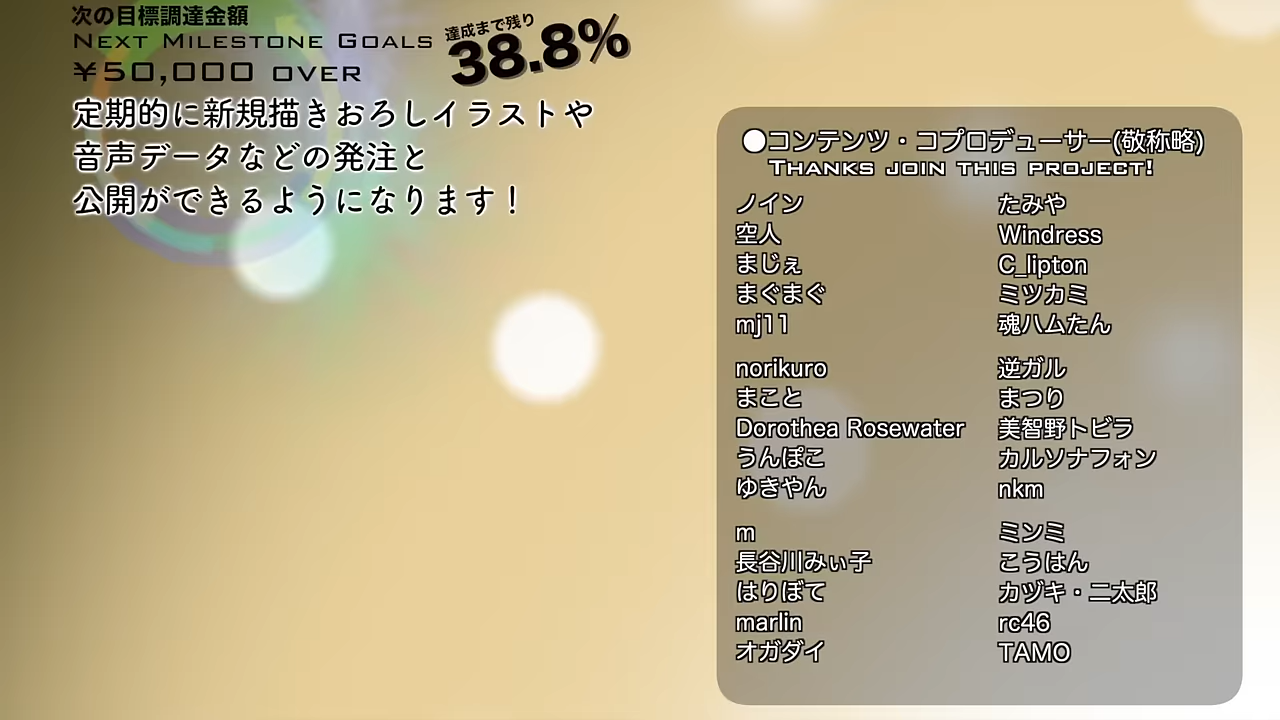 次の目標調達金額
NEXT MILESTONE GOALS
¥50,000 OVER
達成まで残り
38.8%
定期的に新規描きおろしイラストや
音声データなどの発注と
公開ができるようになります！
●コンテンツ・コプロデューサー(敬称略)
THANKS JOIN THIS PROJECT!
ノイン
空人
まじぇ
まぐまぐ
mj11
norikuro
まこと
Dorothea Rosewater
うんぽこ
ゆきやん
m
長谷川みぃ子
はりぼて
marlin
オガダイ
たみや
Windress
C_lipton
ミツカミ
魂ハムたん
逆ガル
まつり
美智野トビラ
カルソナフォン
nkm
ミンミ
こうはん
カヅキ・二太郎
rc46
TAMO